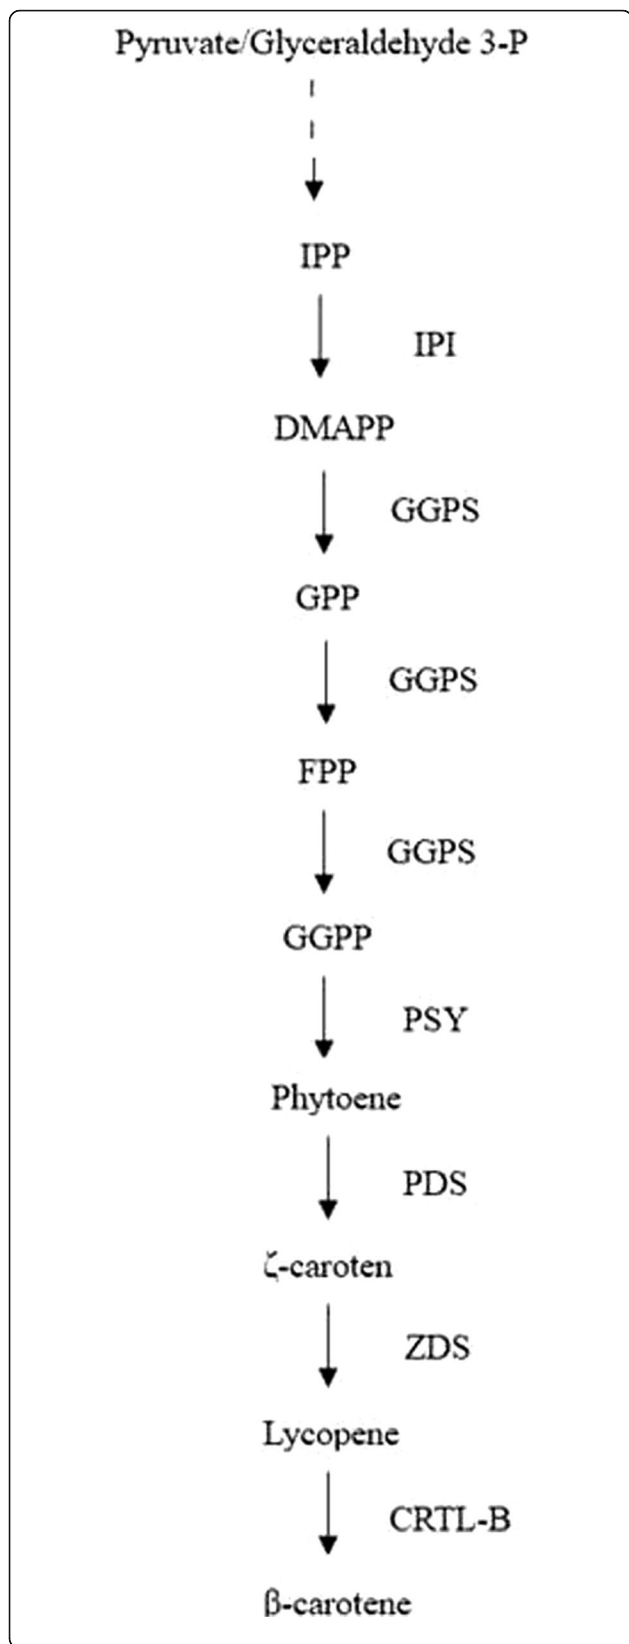 Pyruvate/Glyceraldehyde 3-P
IPP
IPI
DMAPP
GGPS
GPP
GGPS
FPP
GGPS
GGPP
PSY
Phytoene
PDS
ζ-caroten
ZDS
Lycopene
CRTL-B
β-carotene